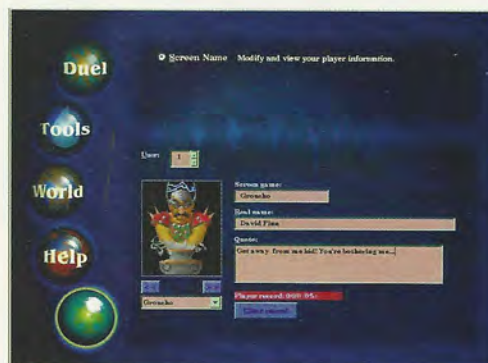 Duel
Screen Name Modify and view your player information.
Tools
User: 1
World
Screen name:
Groucho
Real name:
David Finn
Quote:
Get away from me kid! You're bothering me...
Help
Player record:
Groucho
Clear record